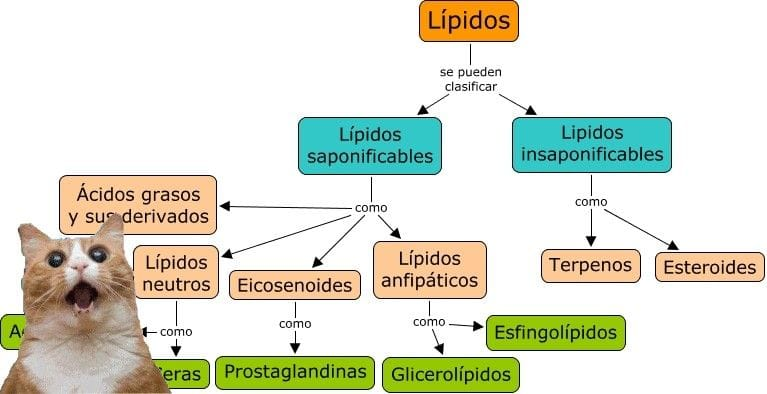 Lípidos
se pueden
clasificar
Lípidos
saponificables
Lipidos
insaponificables
como
como
Ácidos grasos
y sus derivados
Lípidos
neutros
Eicosenoides
Lípidos
anfipáticos
Terpenos
Esteroides
como
como
como
Esfingolípidos
Prostaglandinas
Glicerolípidos